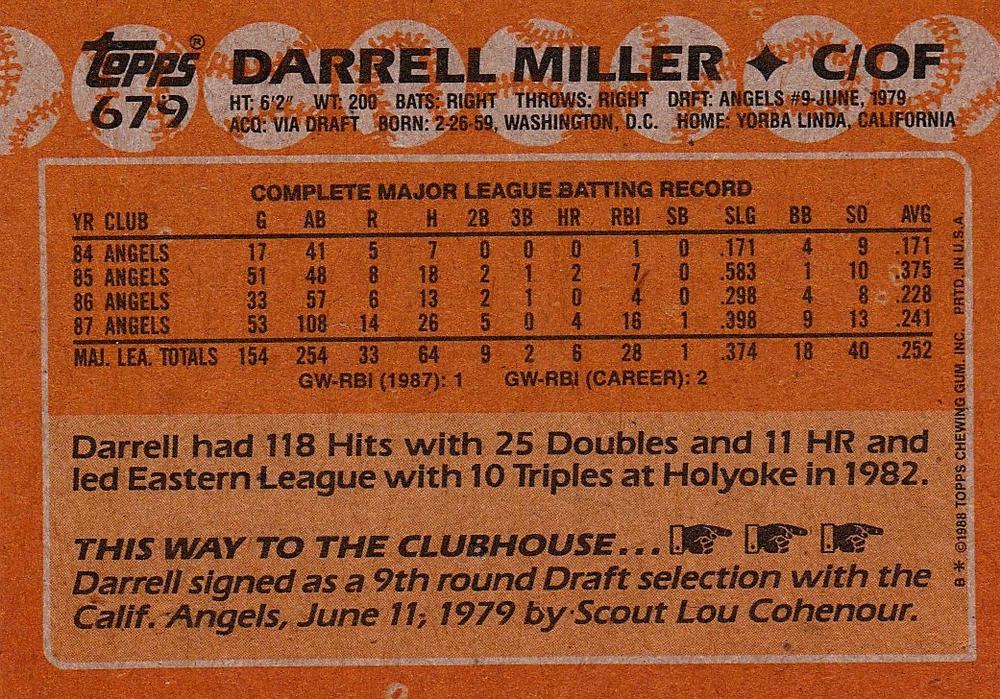 Topps®
679
DARRELL MILLER ✦ C/OF
HT: 6'2" WT: 200 BATS: RIGHT THROWS: RIGHT DRFT: ANGELS #9-JUNE, 1979
ACQ: VIA DRAFT BORN: 2-26-59, WASHINGTON, D.C. HOME: YORBA LINDA, CALIFORNIA
COMPLETE MAJOR LEAGUE BATTING RECORD
YR CLUB G AB R H 2B 3B HR RBI SB SLG BB SO AVG
84 ANGELS 17 41 5 7 0 0 0 1 0 .171 4 9 .171
85 ANGELS 51 48 8 18 2 1 2 7 0 .583 1 10 .375
86 ANGELS 33 57 6 13 2 1 0 4 0 .298 4 8 .228
87 ANGELS 53 108 14 26 5 0 4 16 1 .398 9 13 .241
MAJ. LEA. TOTALS 154 254 33 64 9 2 6 28 1 .374 18 40 .252
GW-RBI (1987): 1 GW-RBI (CAREER): 2
Darrell had 118 Hits with 25 Doubles and 11 HR and
led Eastern League with 10 Triples at Holyoke in 1982.
THIS WAY TO THE CLUBHOUSE...
Darrell signed as a 9th round Draft selection with the
Calif. Angels, June 11, 1979 by Scout Lou Cohenour.
B * ©1988 TOPPS CHEWING GUM, INC. PRTD. IN U.S.A.